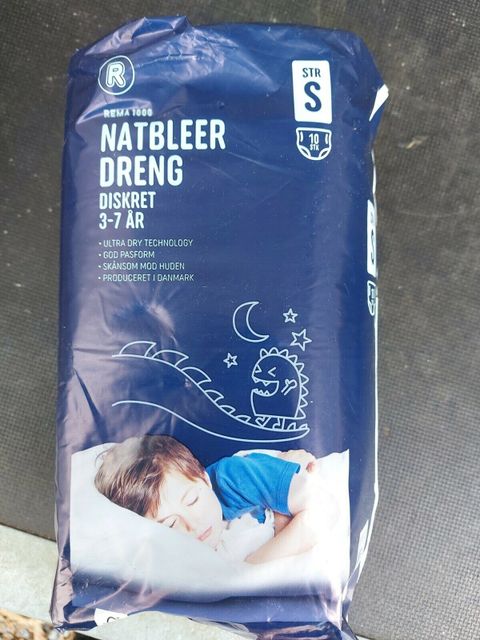 R
REMA 1000
NATBLEER
DRENG
DISKRET
3-7 ÅR
• ULTRA DRY TECHNOLOGY
• GOD PASFORM
• SKÅNSOM MOD HUDEN
• PRODUCERET I DANMARK
STR
S
10
STK